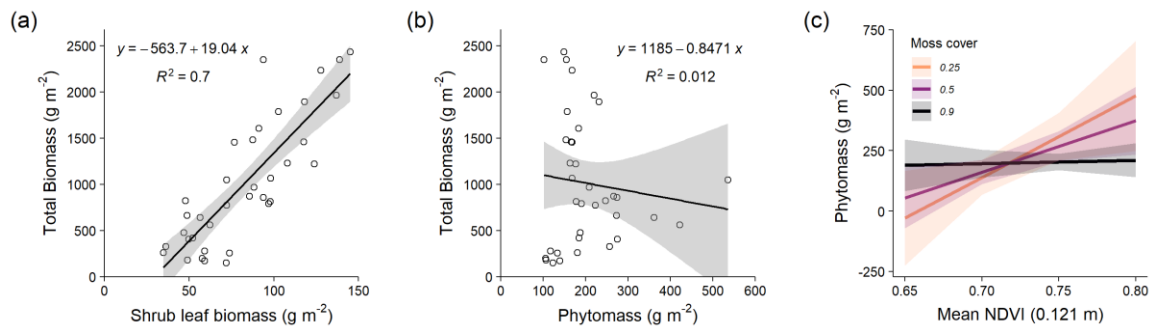 (a)
y = −563.7 + 19.04 x
R² = 0.7
Total Biomass (g m⁻²)
2500
2000
1500
1000
500
0
0 50 100 150
Shrub leaf biomass (g m⁻²)
(b)
y = 1185 − 0.8471 x
R² = 0.012
Total Biomass (g m⁻²)
2500
2000
1500
1000
500
0
0 100 200 300 400 500 600
Phytomass (g m⁻²)
(c)
Moss cover
0.25
0.5
0.9
Phytomass (g m⁻²)
750
500
250
0
-250
0.65 0.70 0.75 0.80
Mean NDVI (0.121 m)